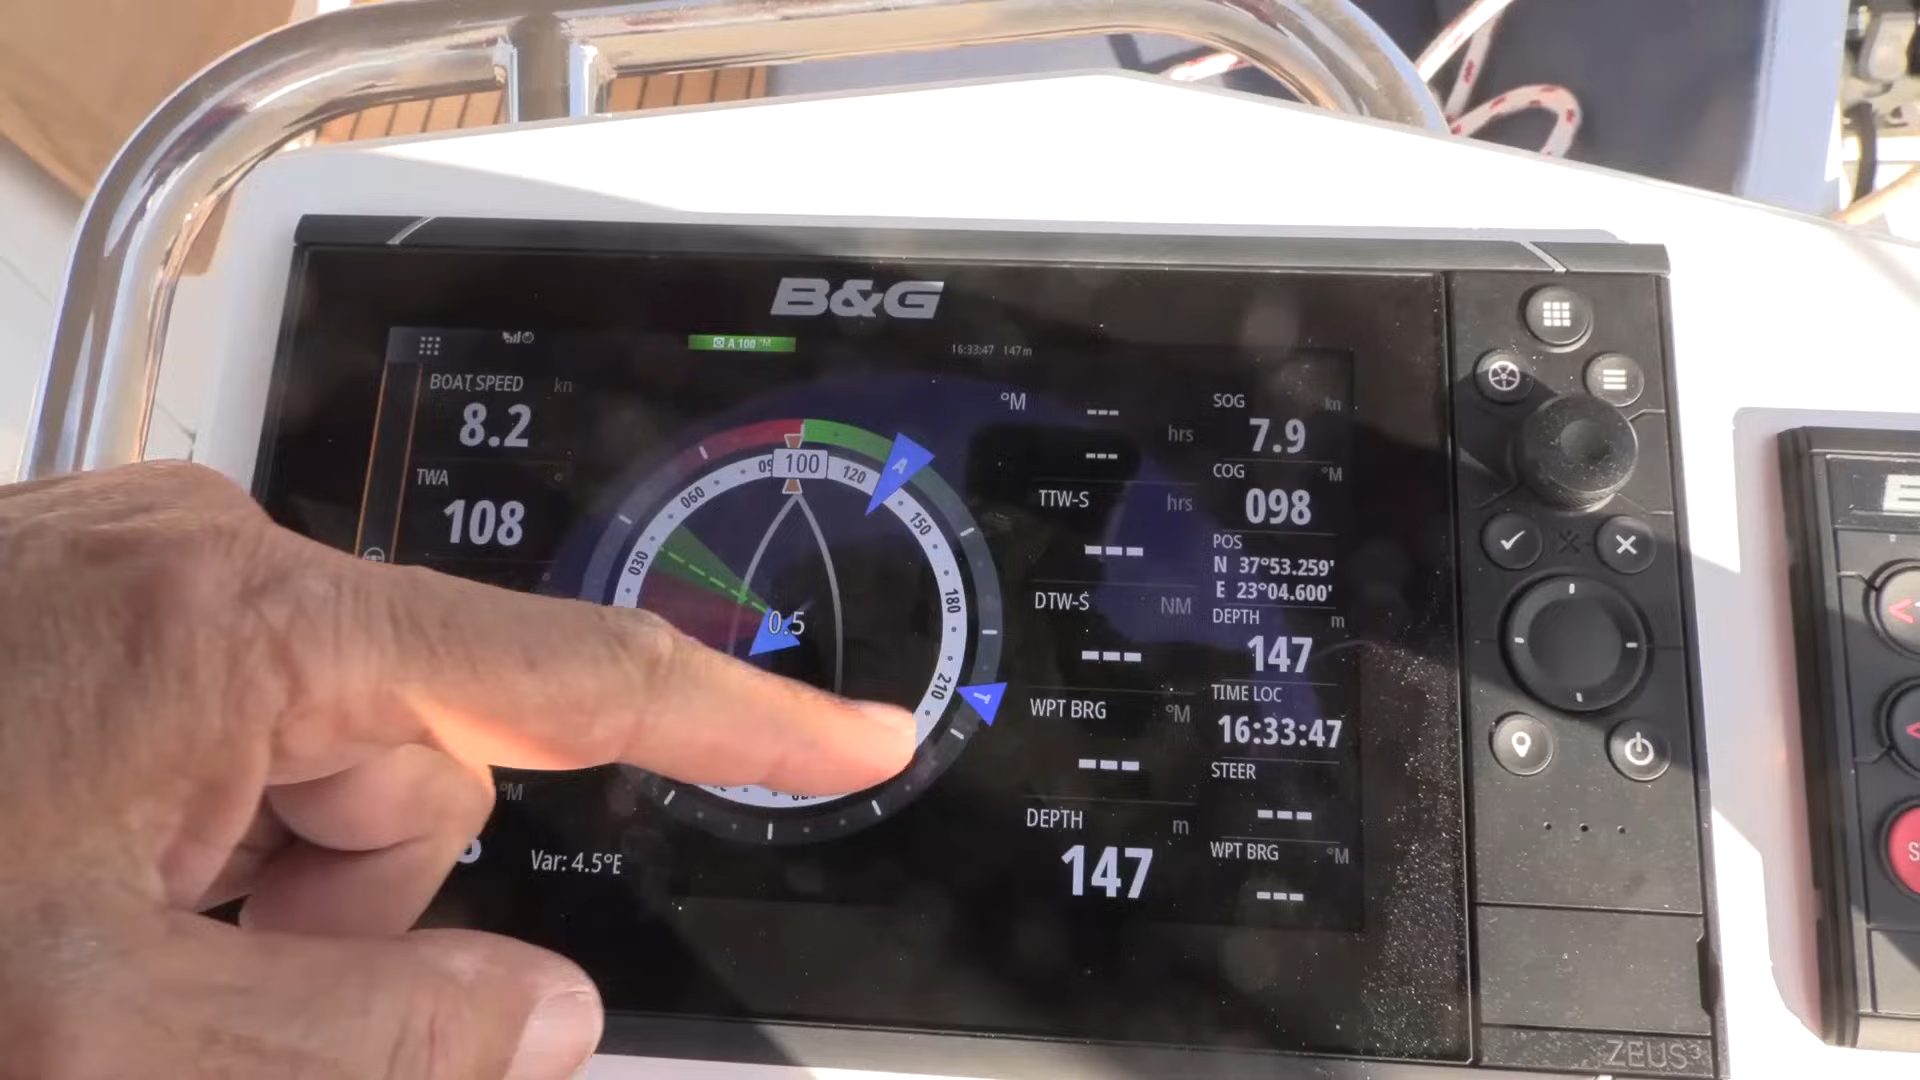 B&G
A 100 °M
16:33:47 147 m
BOAT SPEED kn
8.2
TWA °
108
°M
Var: 4.5°E
100
120
150
180
210
060
030
A
T
0.5
°M
---
hrs
---
TTW-S hrs
---
DTW-S NM
---
WPT BRG °M
---
DEPTH m
147
SOG kn
7.9
COG °M
098
POS
N 37°53.259'
E 23°04.600'
DEPTH m
147
TIME LOC
16:33:47
STEER
---
WPT BRG °M
---
ZEUS³